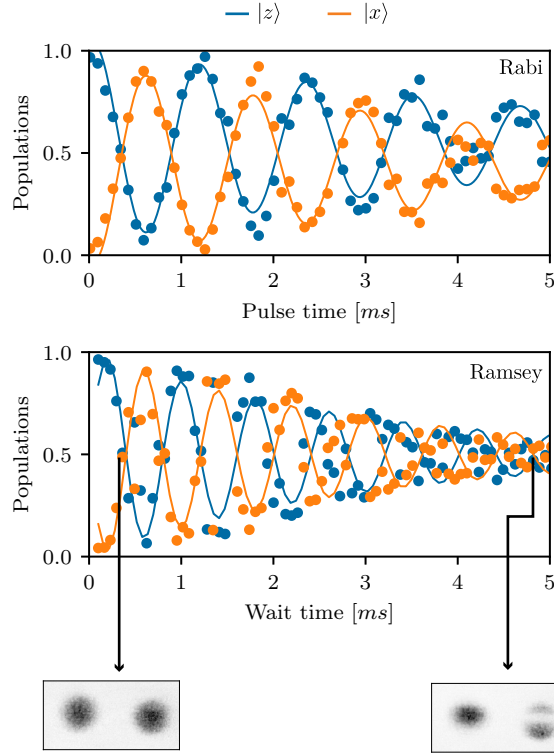 |z⟩ |x⟩
1.0
Rabi
Populations
0.5
0.0
0 1 2 3 4 5
Pulse time [ms]
1.0
Ramsey
Populations
0.5
0.0
0 1 2 3 4 5
Wait time [ms]